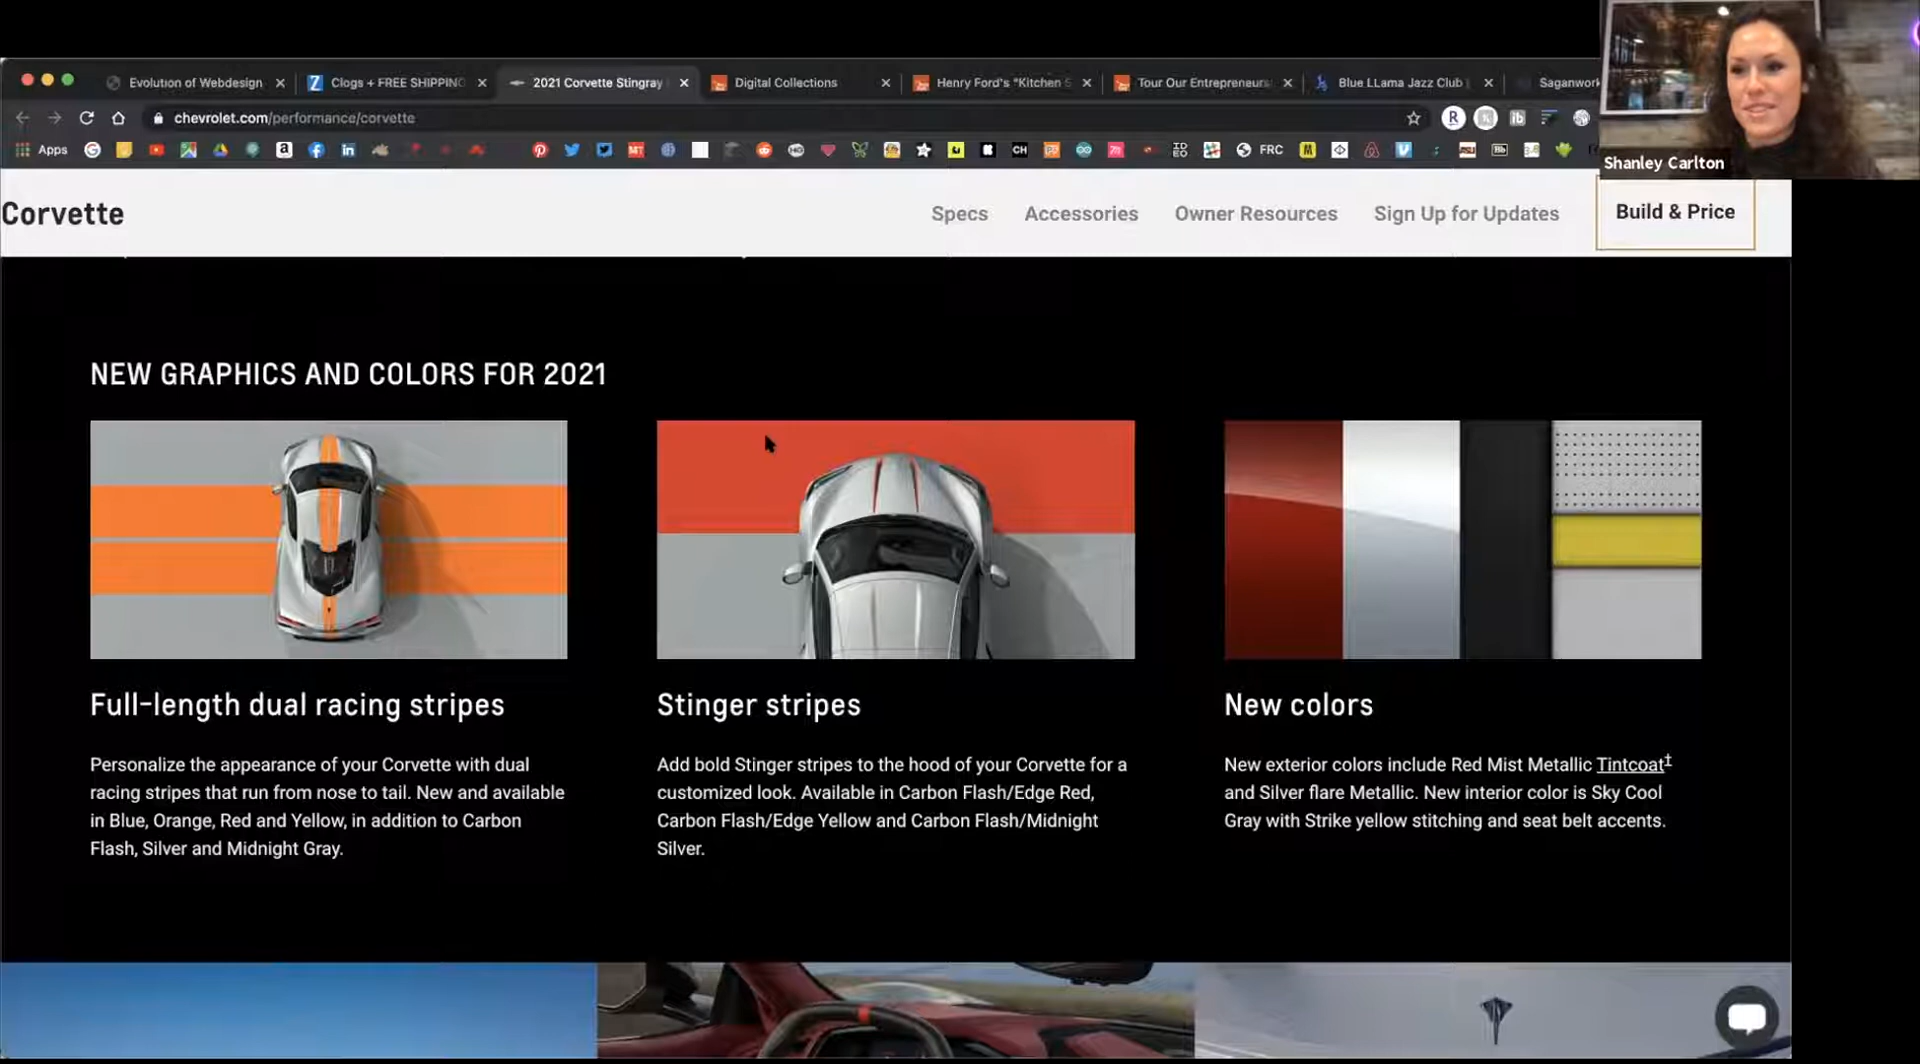 Evolution of Webdesign
Clogs + FREE SHIPPING
2021 Corvette Stingray
Digital Collections
Henry Ford's "Kitchen S
Tour Our Entrepreneurs
Blue LLama Jazz Club
Saganwork
chevrolet.com/performance/corvette
Apps
FRC
Shanley Carlton
Corvette
Specs
Accessories
Owner Resources
Sign Up for Updates
Build & Price
NEW GRAPHICS AND COLORS FOR 2021
Full-length dual racing stripes
Personalize the appearance of your Corvette with dual
racing stripes that run from nose to tail. New and available
in Blue, Orange, Red and Yellow, in addition to Carbon
Flash, Silver and Midnight Gray.
Stinger stripes
Add bold Stinger stripes to the hood of your Corvette for a
customized look. Available in Carbon Flash/Edge Red,
Carbon Flash/Edge Yellow and Carbon Flash/Midnight
Silver.
New colors
New exterior colors include Red Mist Metallic Tintcoat‡
and Silver flare Metallic. New interior color is Sky Cool
Gray with Strike yellow stitching and seat belt accents.